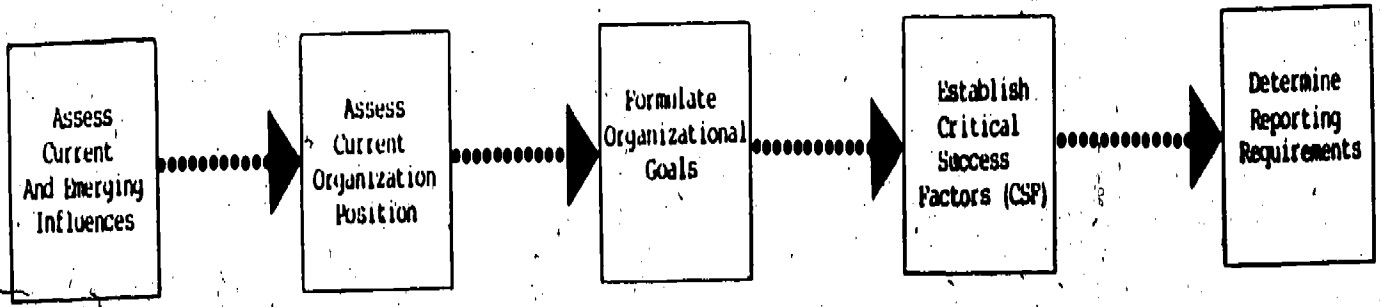 Assess
Current
And Emerging
Influences
Assess
Current
Organization
Position
Formulate
Organizational
Goals
Establish
Critical
Success
Factors (CSF)
Determine
Reporting
Requirements